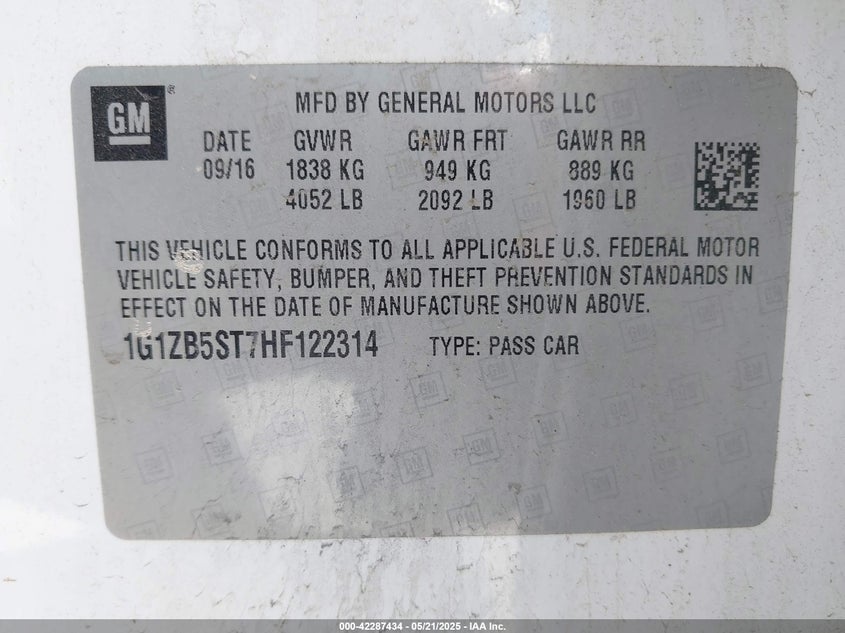 GM®
MFD BY GENERAL MOTORS LLC
DATE GVWR GAWR FRT GAWR RR
09/16 1838 KG 949 KG 889 KG
4052 LB 2092 LB 1960 LB
THIS VEHICLE CONFORMS TO ALL APPLICABLE U.S. FEDERAL MOTOR
VEHICLE SAFETY, BUMPER, AND THEFT PREVENTION STANDARDS IN
EFFECT ON THE DATE OF MANUFACTURE SHOWN ABOVE.
1G1ZB5ST7HF122314 TYPE: PASS CAR
GM
GM
000-42287434 - 05/21/2025 - IAA Inc.